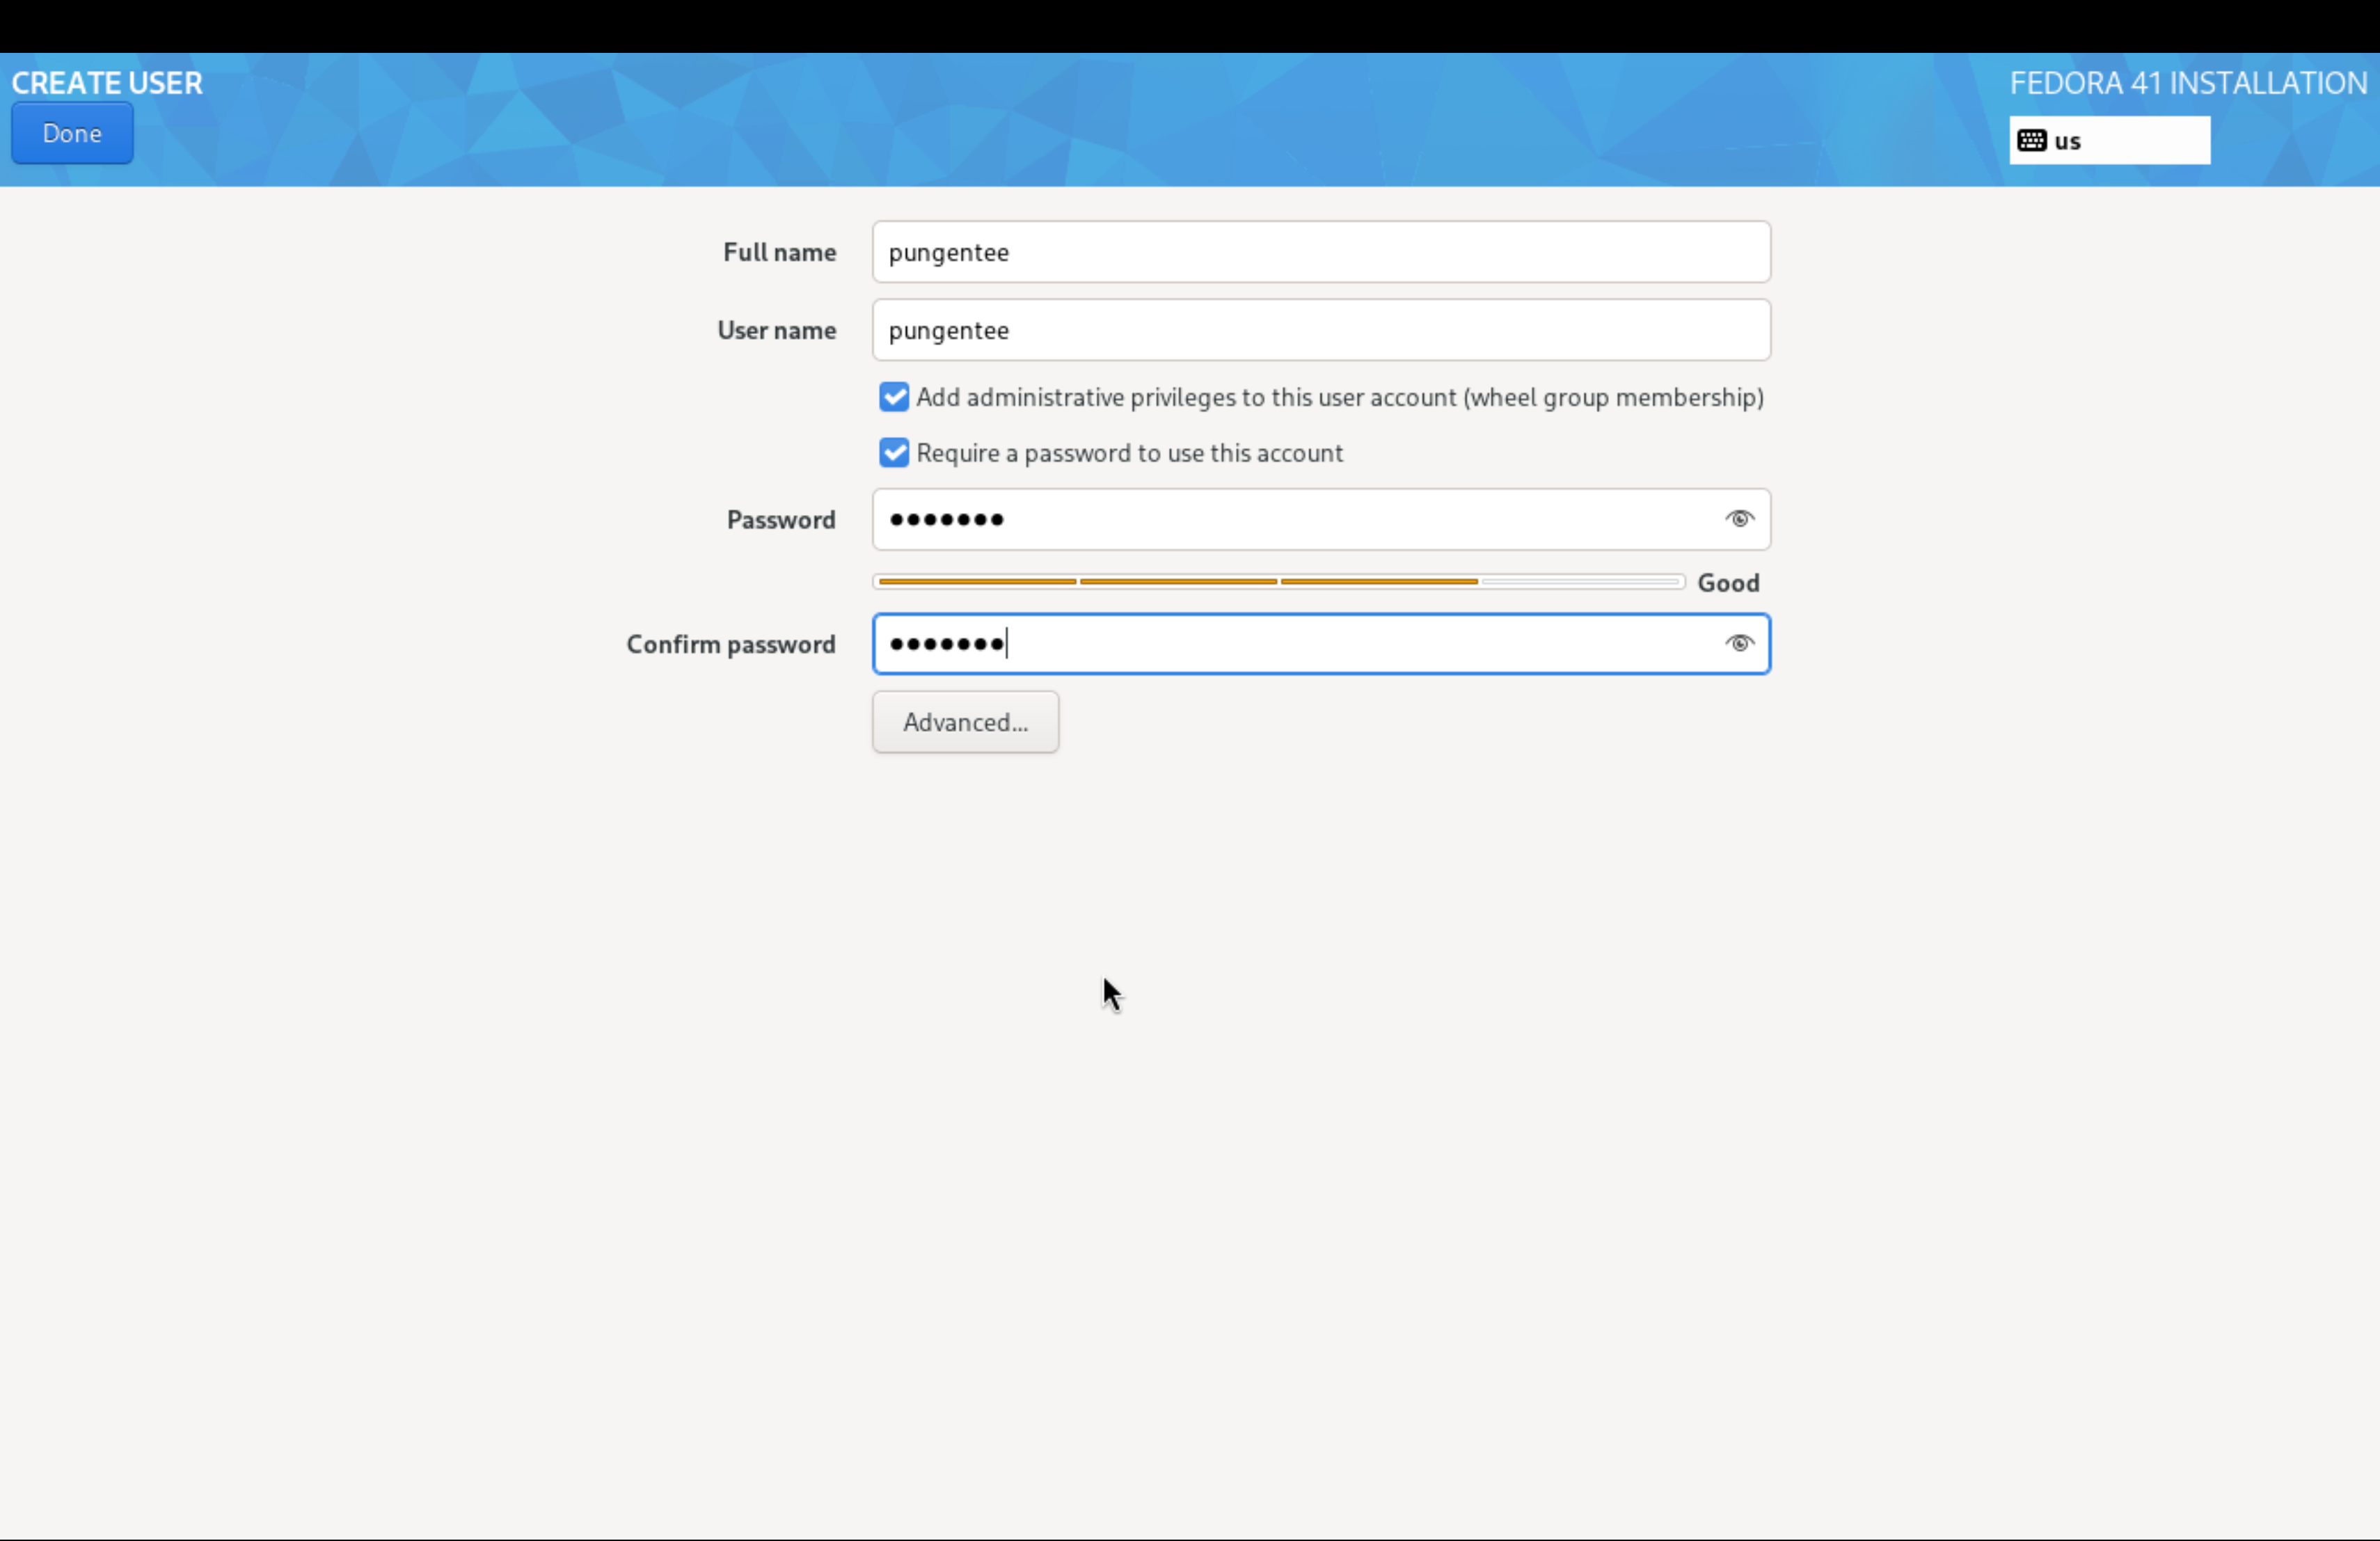 CREATE USER
FEDORA 41 INSTALLATION
Done
us
Full name
pungentee
User name
pungentee
Add administrative privileges to this user account (wheel group membership)
Require a password to use this account
Password
●●●●●●●
Good
Confirm password
●●●●●●●
Advanced...